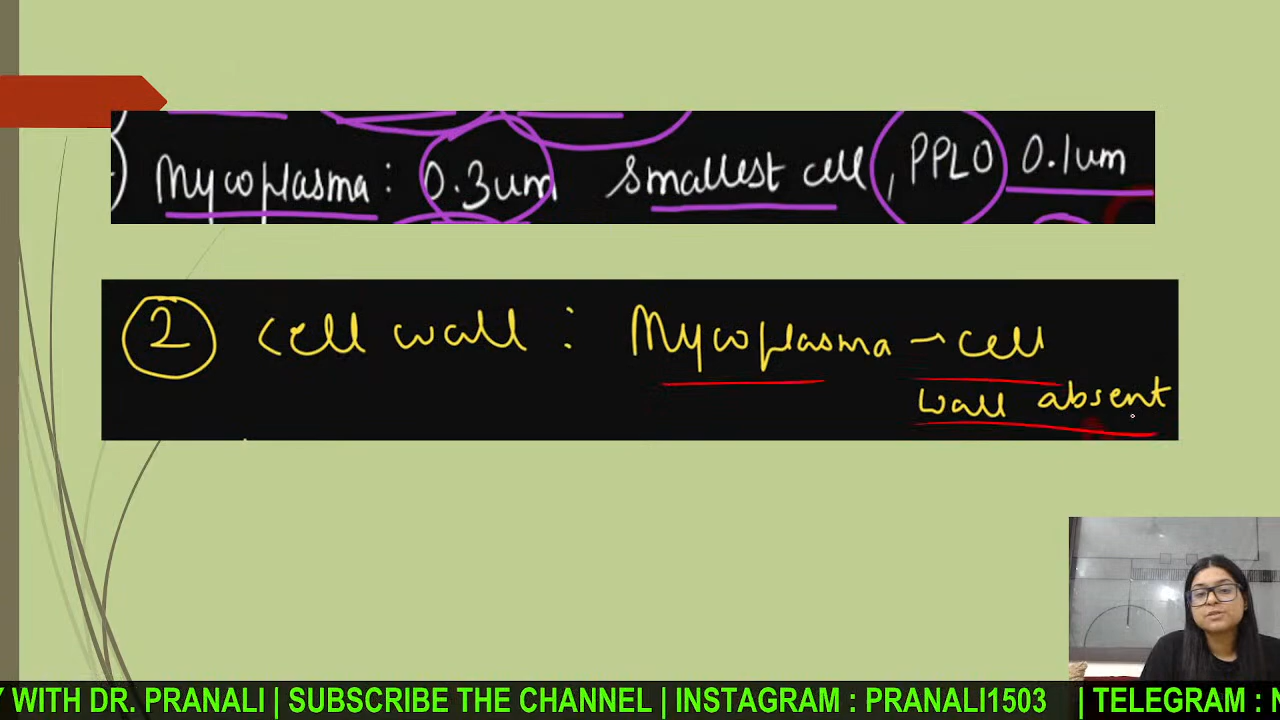 Mycoplasma : 0.3um smallest cell, PPLO 0.1um
2 cell wall : Mycoplasma → cell
wall absent
Y WITH DR. PRANALI | SUBSCRIBE THE CHANNEL | INSTAGRAM : PRANALI1503 | TELEGRAM : N